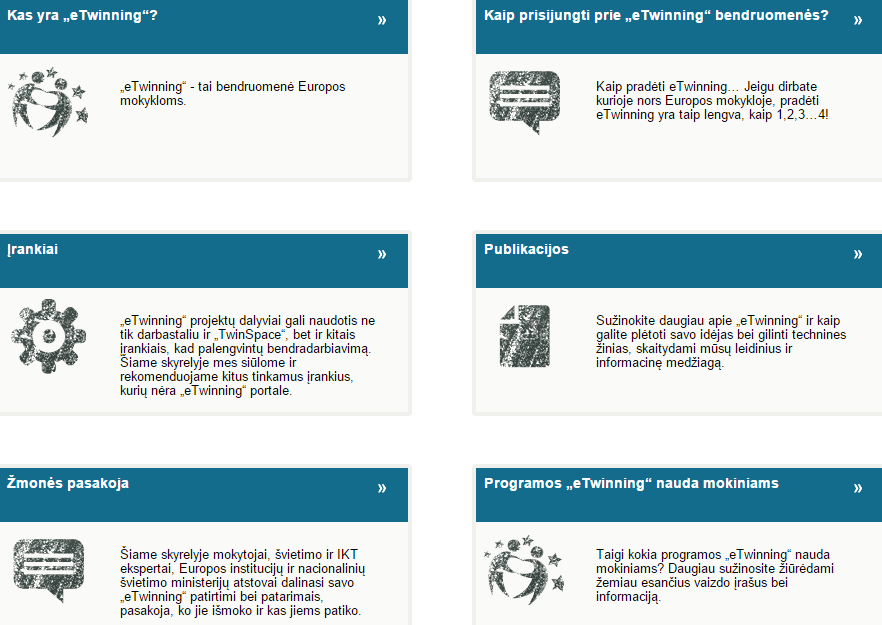 Kas yra „eTwinning“? »
„eTwinning“ - tai bendruomenė Europos
mokykloms.
Kaip prisijungti prie „eTwinning“ bendruomenės? »
Kaip pradėti eTwinning… Jeigu dirbate
kurioje nors Europos mokykloje, pradėti
eTwinning yra taip lengva, kaip 1,2,3…4!
Įrankiai »
„eTwinning“ projektų dalyviai gali naudotis ne
tik darbastaliu ir „TwinSpace“, bet ir kitais
įrankiais, kad palengvintų bendradarbiavimą.
Šiame skyrelyje mes siūlome ir
rekomenduojame kitus tinkamus įrankius,
kurių nėra „eTwinning“ portale.
Publikacijos »
Sužinokite daugiau apie „eTwinning“ ir kaip
galite plėtoti savo idėjas bei gilinti technines
žinias, skaitydami mūsų leidinius ir
informacinę medžiagą.
Žmonės pasakoja »
Šiame skyrelyje mokytojai, švietimo ir IKT
ekspertai, Europos institucijų ir nacionalinių
švietimo ministerijų atstovai dalinasi savo
„eTwinning“ patirtimi bei patarimais,
pasakoja, ko jie išmoko ir kas jiems patiko.
Programos „eTwinning“ nauda mokiniams »
Taigi kokia programos „eTwinning“ nauda
mokiniams? Daugiau sužinosite žiūrėdami
žemiau esančius vaizdo įrašus bei
informaciją.